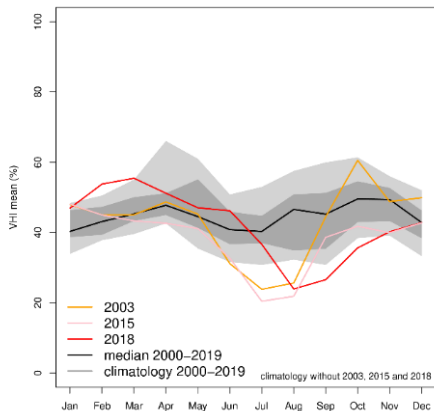 100
80
60
40
20
0
VHI mean (%)
2003
2015
2018
median 2000−2019
climatology 2000−2019
climatology without 2003, 2015 and 2018
Jan Feb Mar Apr May Jun Jul Aug Sep Oct Nov Dec